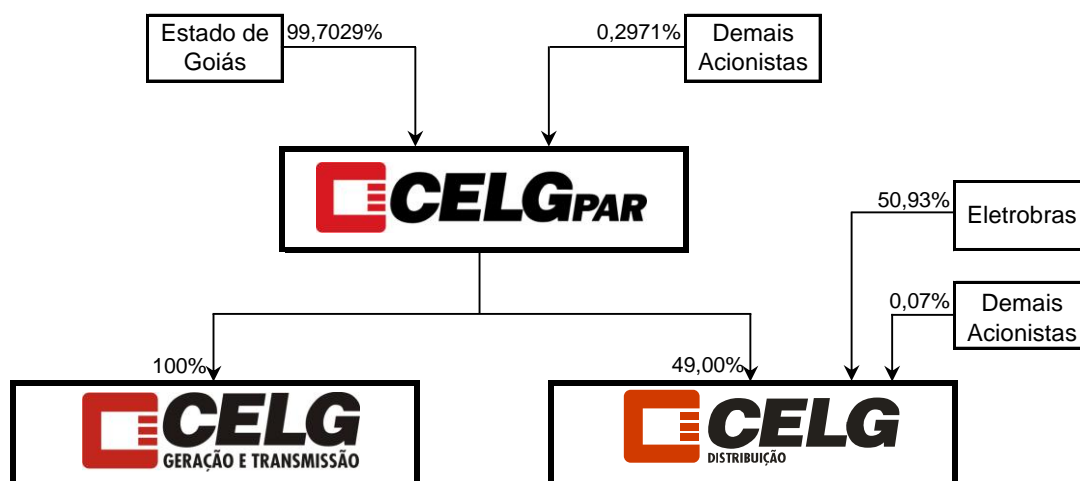 Estado de
Goiás
99,7029%
0,2971%
Demais
Acionistas
CELGPAR
50,93%
Eletrobras
0,07%
Demais
Acionistas
100%
49,00%
CELG
GERAÇÃO E TRANSMISSÃO
CELG
DISTRIBUIÇÃO